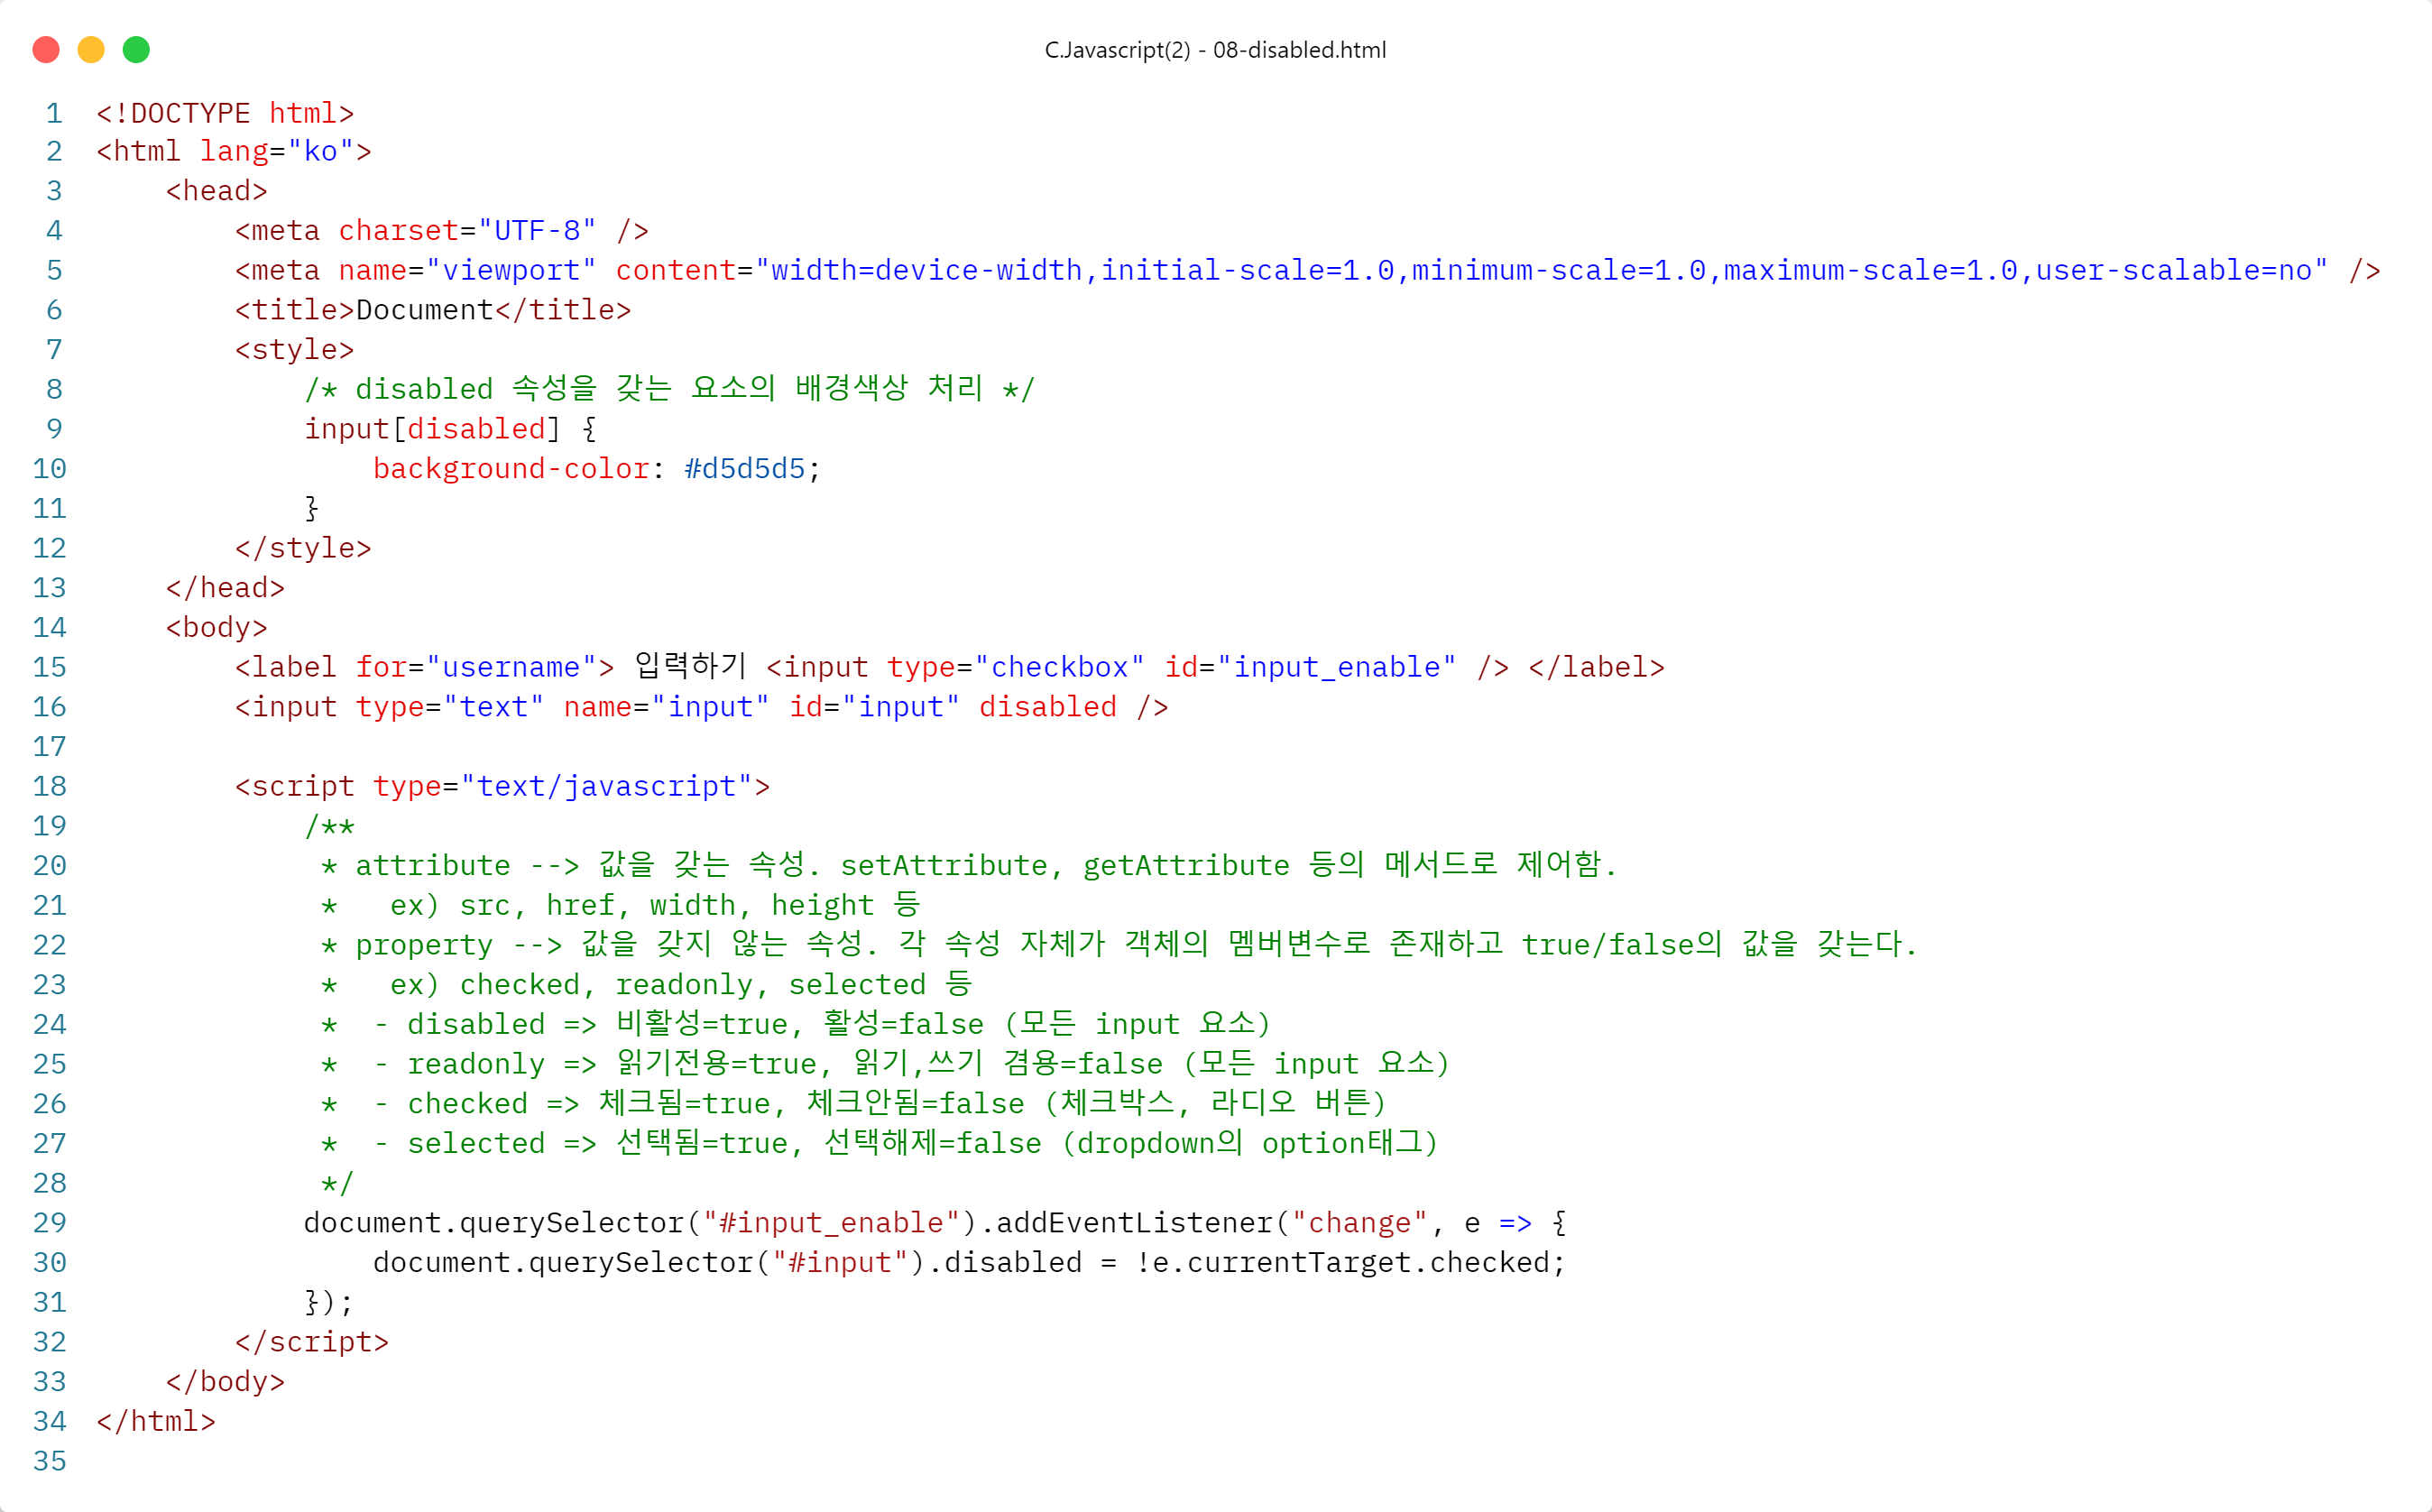 C.Javascript(2) - 08-disabled.html
1 <!DOCTYPE html>
2 <html lang="ko">
3     <head>
4         <meta charset="UTF-8" />
5         <meta name="viewport" content="width=device-width,initial-scale=1.0,minimum-scale=1.0,maximum-scale=1.0,user-scalable=no" />
6         <title>Document</title>
7         <style>
8             /* disabled 속성을 갖는 요소의 배경색상 처리 */
9             input[disabled] {
10                 background-color: #d5d5d5;
11             }
12         </style>
13     </head>
14     <body>
15         <label for="username"> 입력하기 <input type="checkbox" id="input_enable" /> </label>
16         <input type="text" name="input" id="input" disabled />
17
18         <script type="text/javascript">
19             /**
20              * attribute --> 값을 갖는 속성. setAttribute, getAttribute 등의 메서드로 제어함.
21              *   ex) src, href, width, height 등
22              * property --> 값을 갖지 않는 속성. 각 속성 자체가 객체의 멤버변수로 존재하고 true/false의 값을 갖는다.
23              *   ex) checked, readonly, selected 등
24              *  - disabled => 비활성=true, 활성=false (모든 input 요소)
25              *  - readonly => 읽기전용=true, 읽기,쓰기 겸용=false (모든 input 요소)
26              *  - checked => 체크됨=true, 체크안됨=false (체크박스, 라디오 버튼)
27              *  - selected => 선택됨=true, 선택해제=false (dropdown의 option태그)
28              */
29             document.querySelector("#input_enable").addEventListener("change", e => {
30                 document.querySelector("#input").disabled = !e.currentTarget.checked;
31             });
32         </script>
33     </body>
34 </html>
35